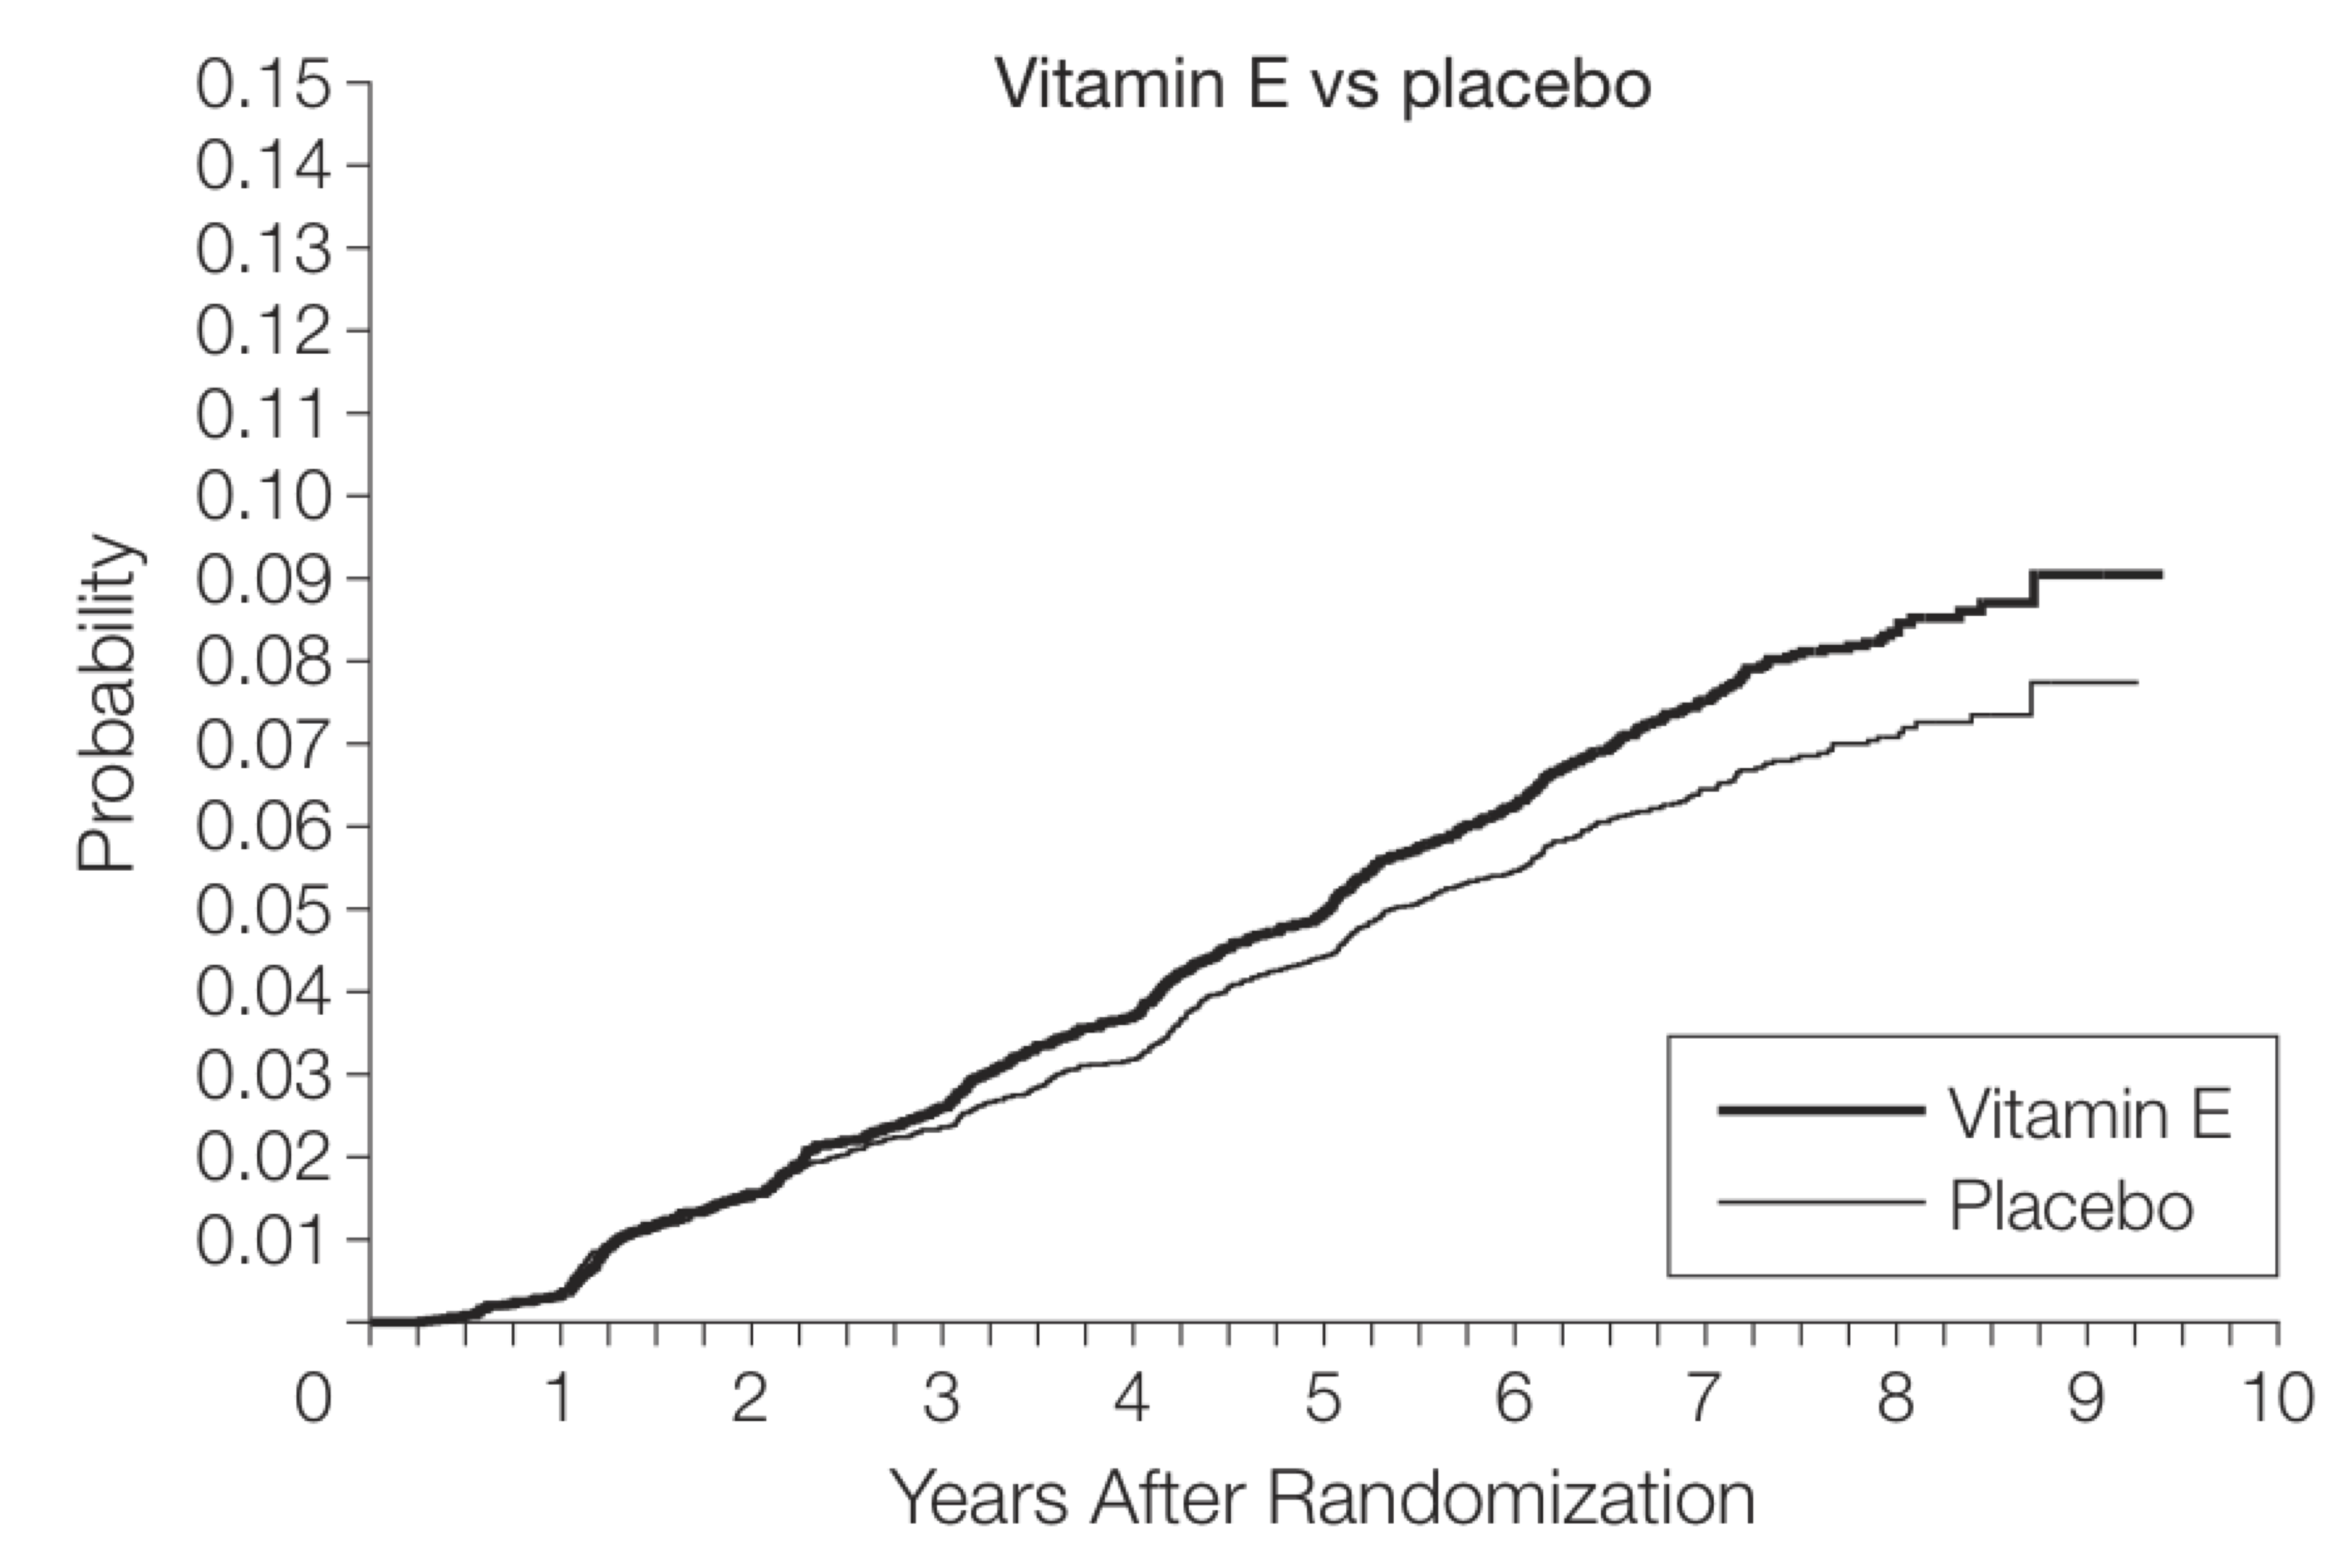 Vitamin E vs placebo
0.15
0.14
0.13
0.12
0.11
0.10
0.09
0.08
0.07
0.06
0.05
0.04
0.03
0.02
0.01
Probability
Vitamin E
Placebo
0 1 2 3 4 5 6 7 8 9 10
Years After Randomization